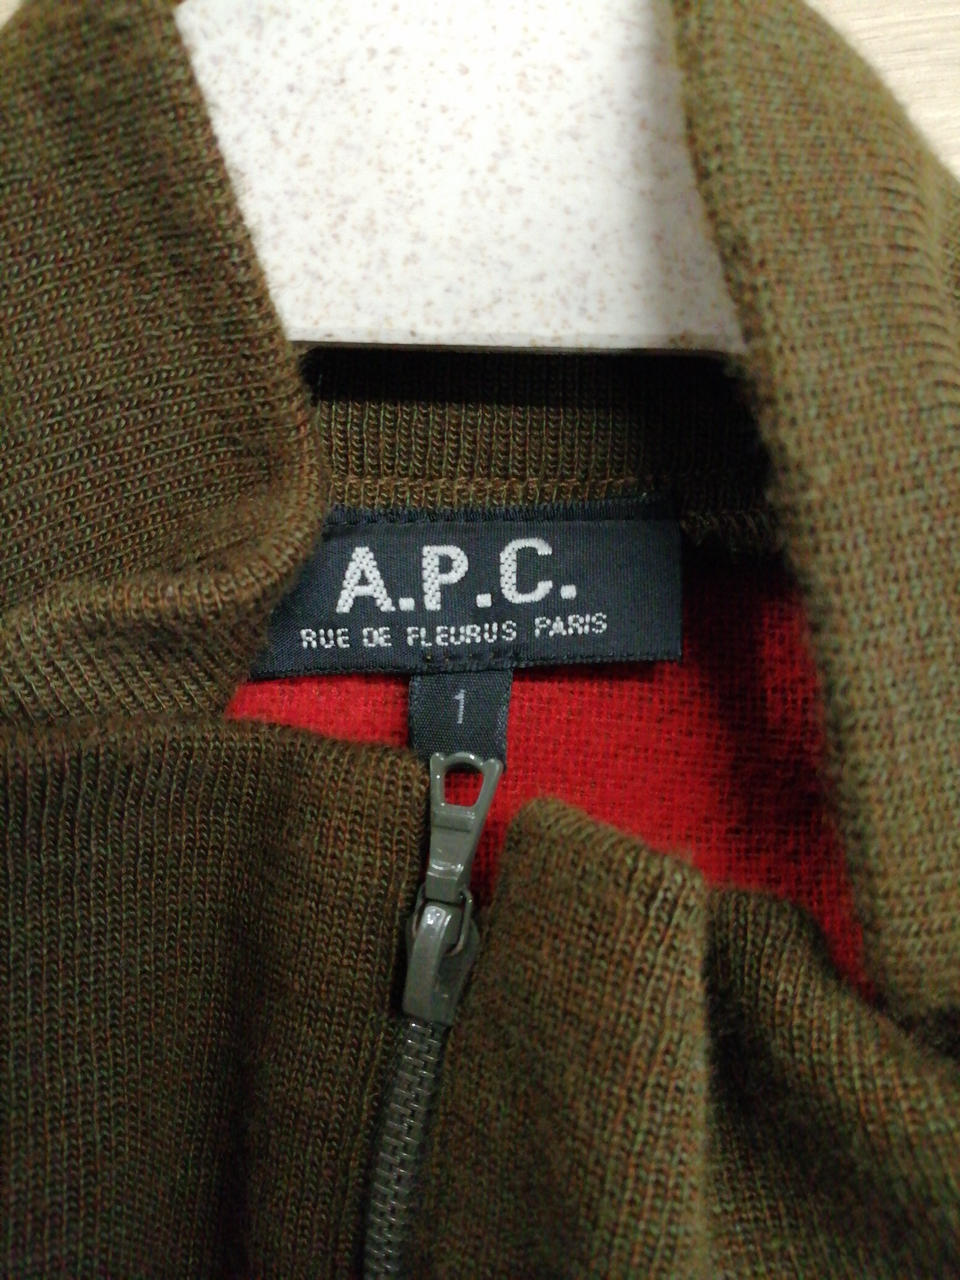 A.P.C.
RUE DE FLEURUS PARIS
1